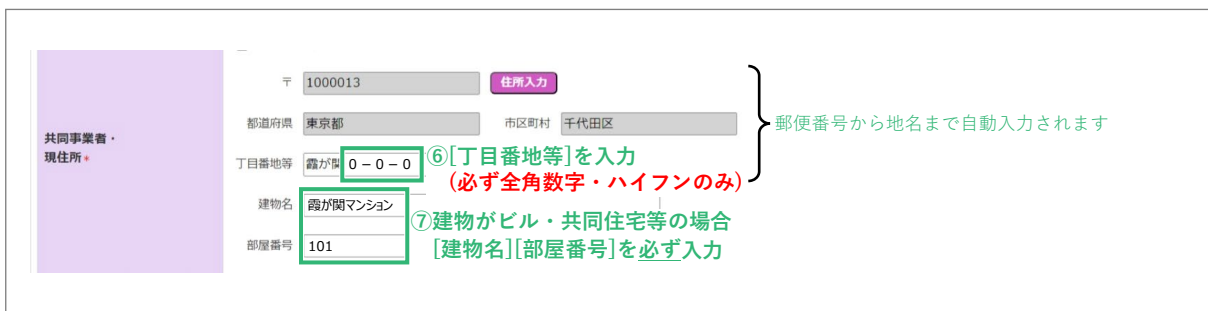 〒 1000013 住所入力
都道府県 東京都 市区町村 千代田区
郵便番号から地名まで自動入力されます
共同事業者・
現住所*
丁目番地等 霞が 0－0－0
⑥[丁目番地等]を入力
(必ず全角数字・ハイフンのみ)
建物名 霞が関マンション
⑦建物がビル・共同住宅等の場合
[建物名][部屋番号]を必ず入力
部屋番号 101